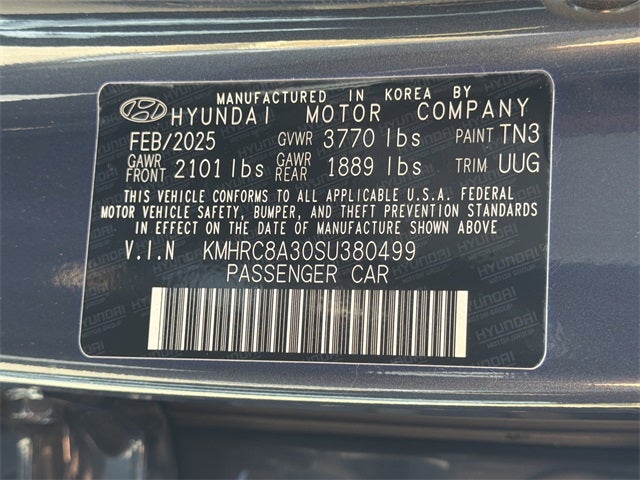 MANUFACTURED IN KOREA BY
HYUNDAI MOTOR COMPANY
FEB/2025 GVWR 3770 lbs PAINT TN3
GAWR FRONT 2101 lbs GAWR REAR 1889 lbs TRIM UUG
THIS VEHICLE CONFORMS TO ALL APPLICABLE U.S.A. FEDERAL
MOTOR VEHICLE SAFETY, BUMPER, AND THEFT PREVENTION STANDARDS
IN EFFECT ON THE DATE OF MANUFACTURE SHOWN ABOVE
V.I.N KMHRC8A30SU380499
PASSENGER CAR